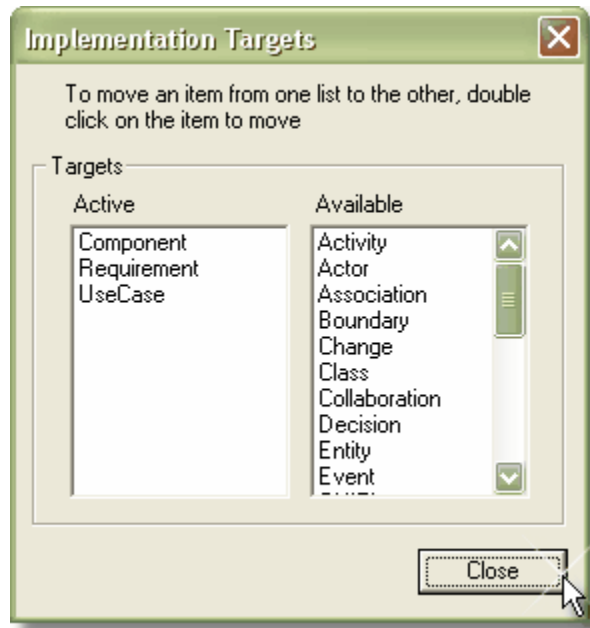 Implementation Targets
To move an item from one list to the other, double
click on the item to move
Targets
Active
Available
Component
Requirement
UseCase
Activity
Actor
Association
Boundary
Change
Class
Collaboration
Decision
Entity
Event
Close